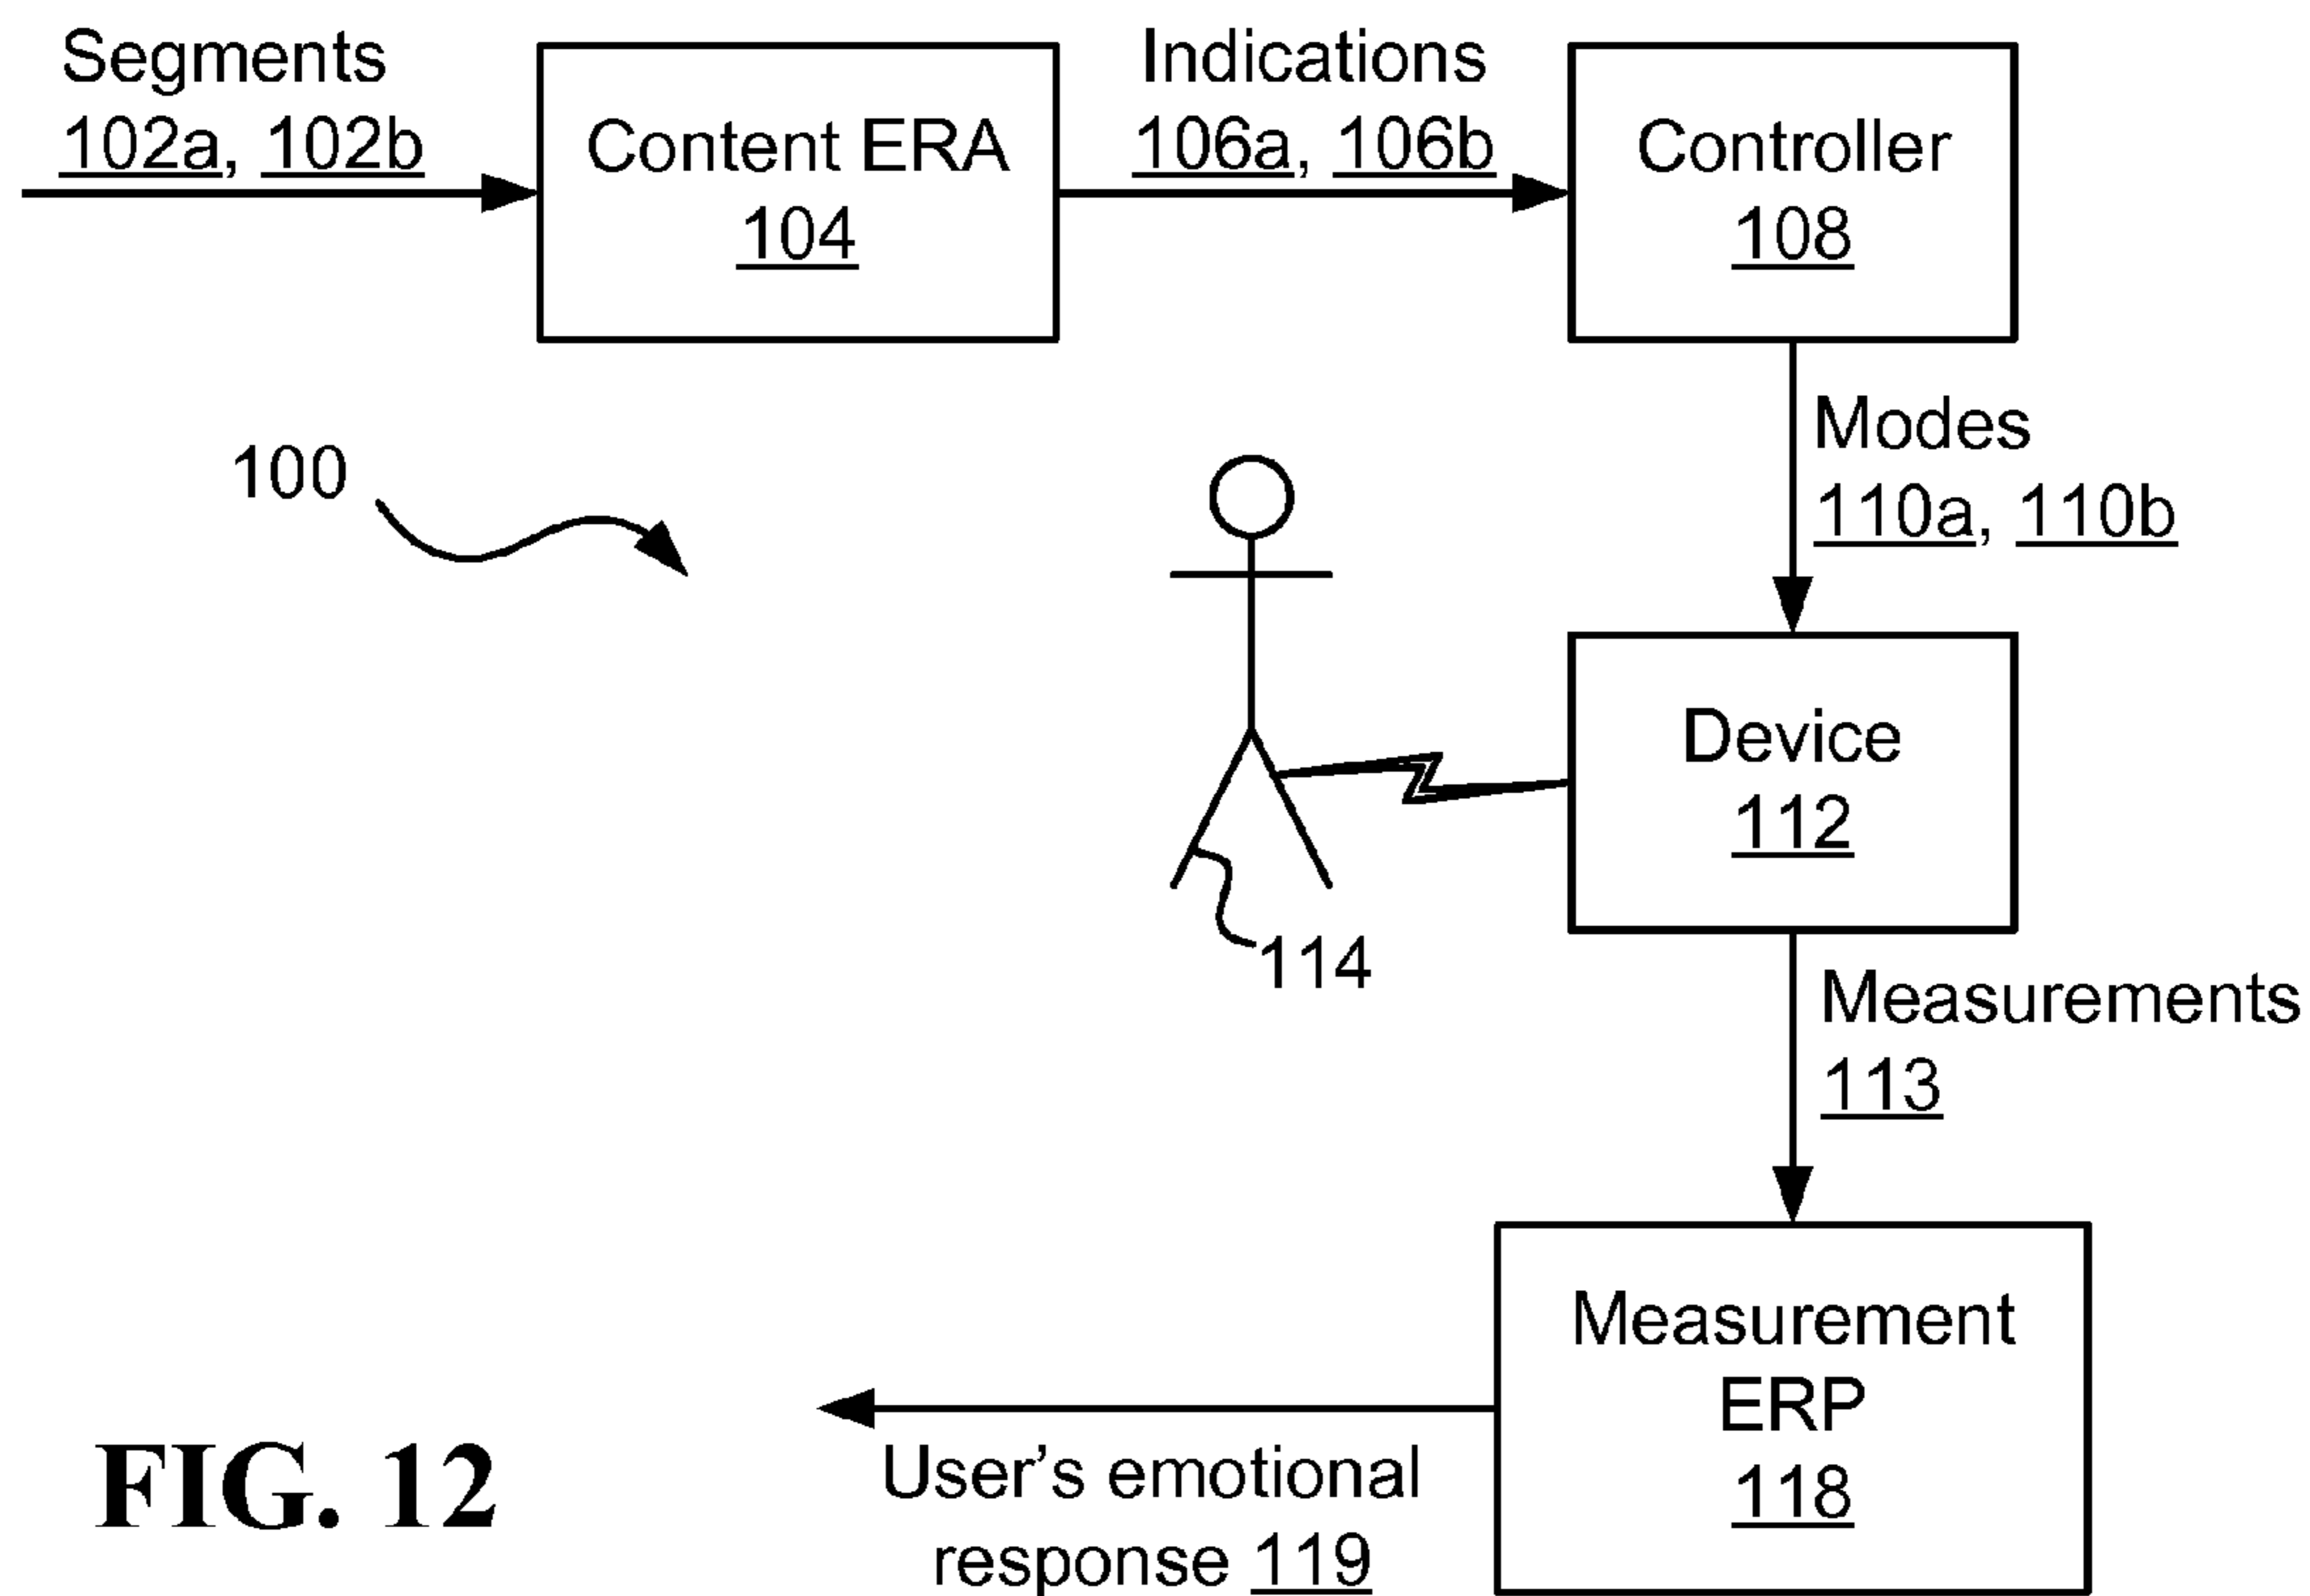 Segments
102a, 102b
Content ERA
104
Indications
106a, 106b
Controller
108
Modes
110a, 110b
100
Device
112
114
Measurements
113
Measurement
ERP
118
User's emotional
response 119
FIG. 12